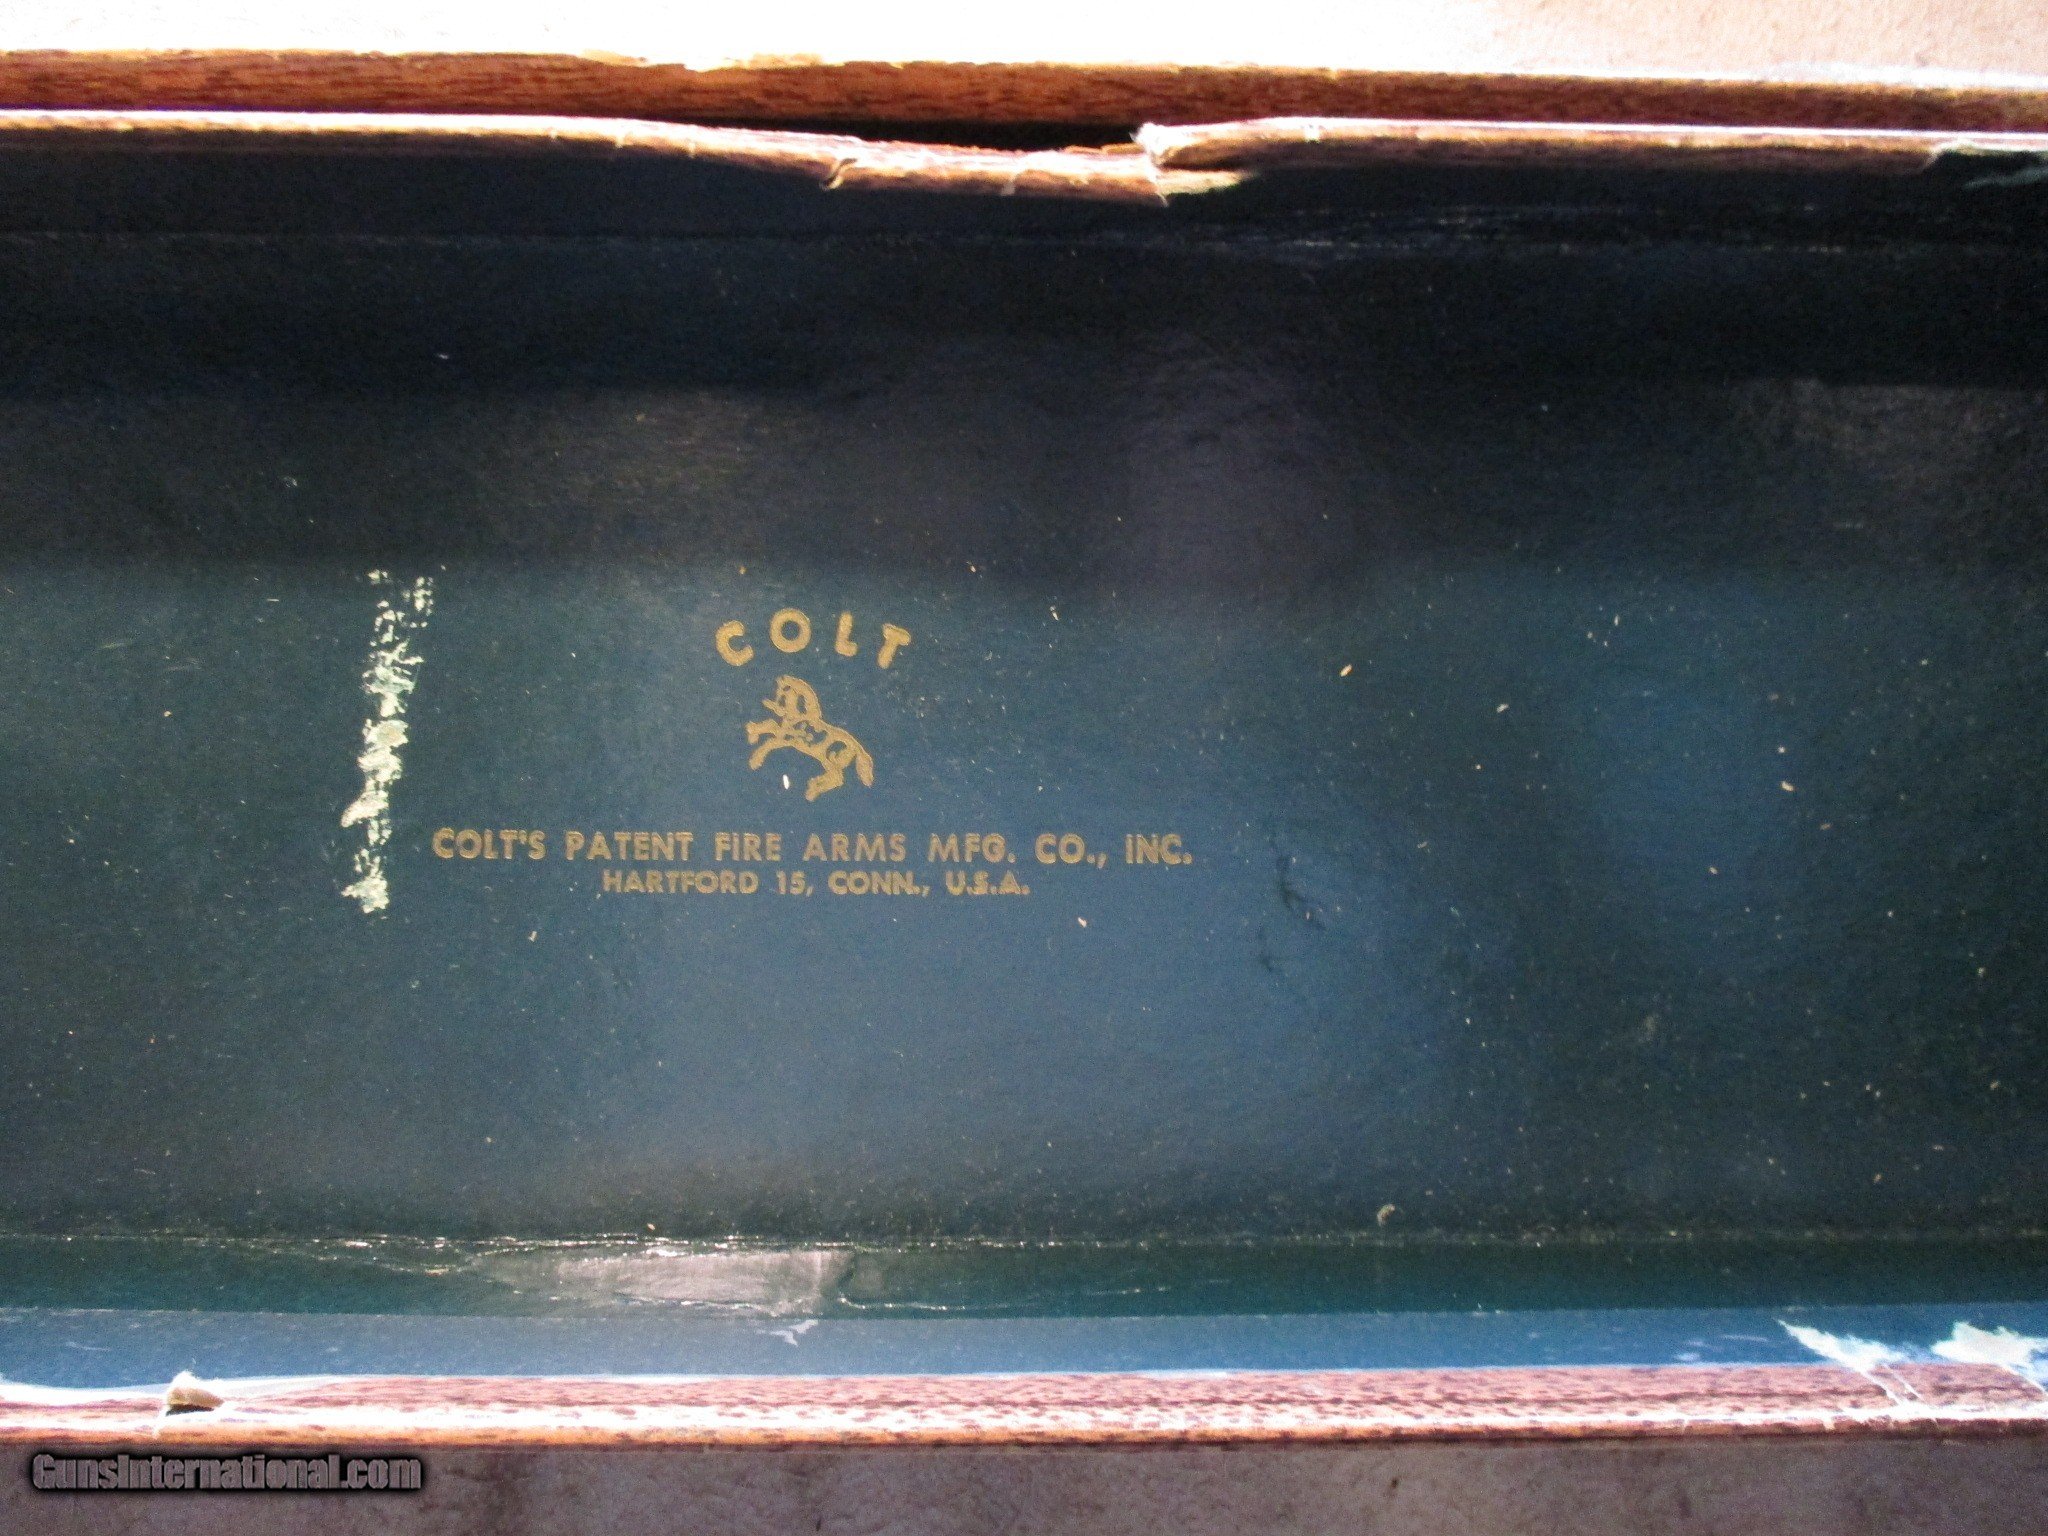 COLT
COLT'S PATENT FIRE ARMS MFG. CO., INC.
HARTFORD 15, CONN., U.S.A.
GunsInternational.com